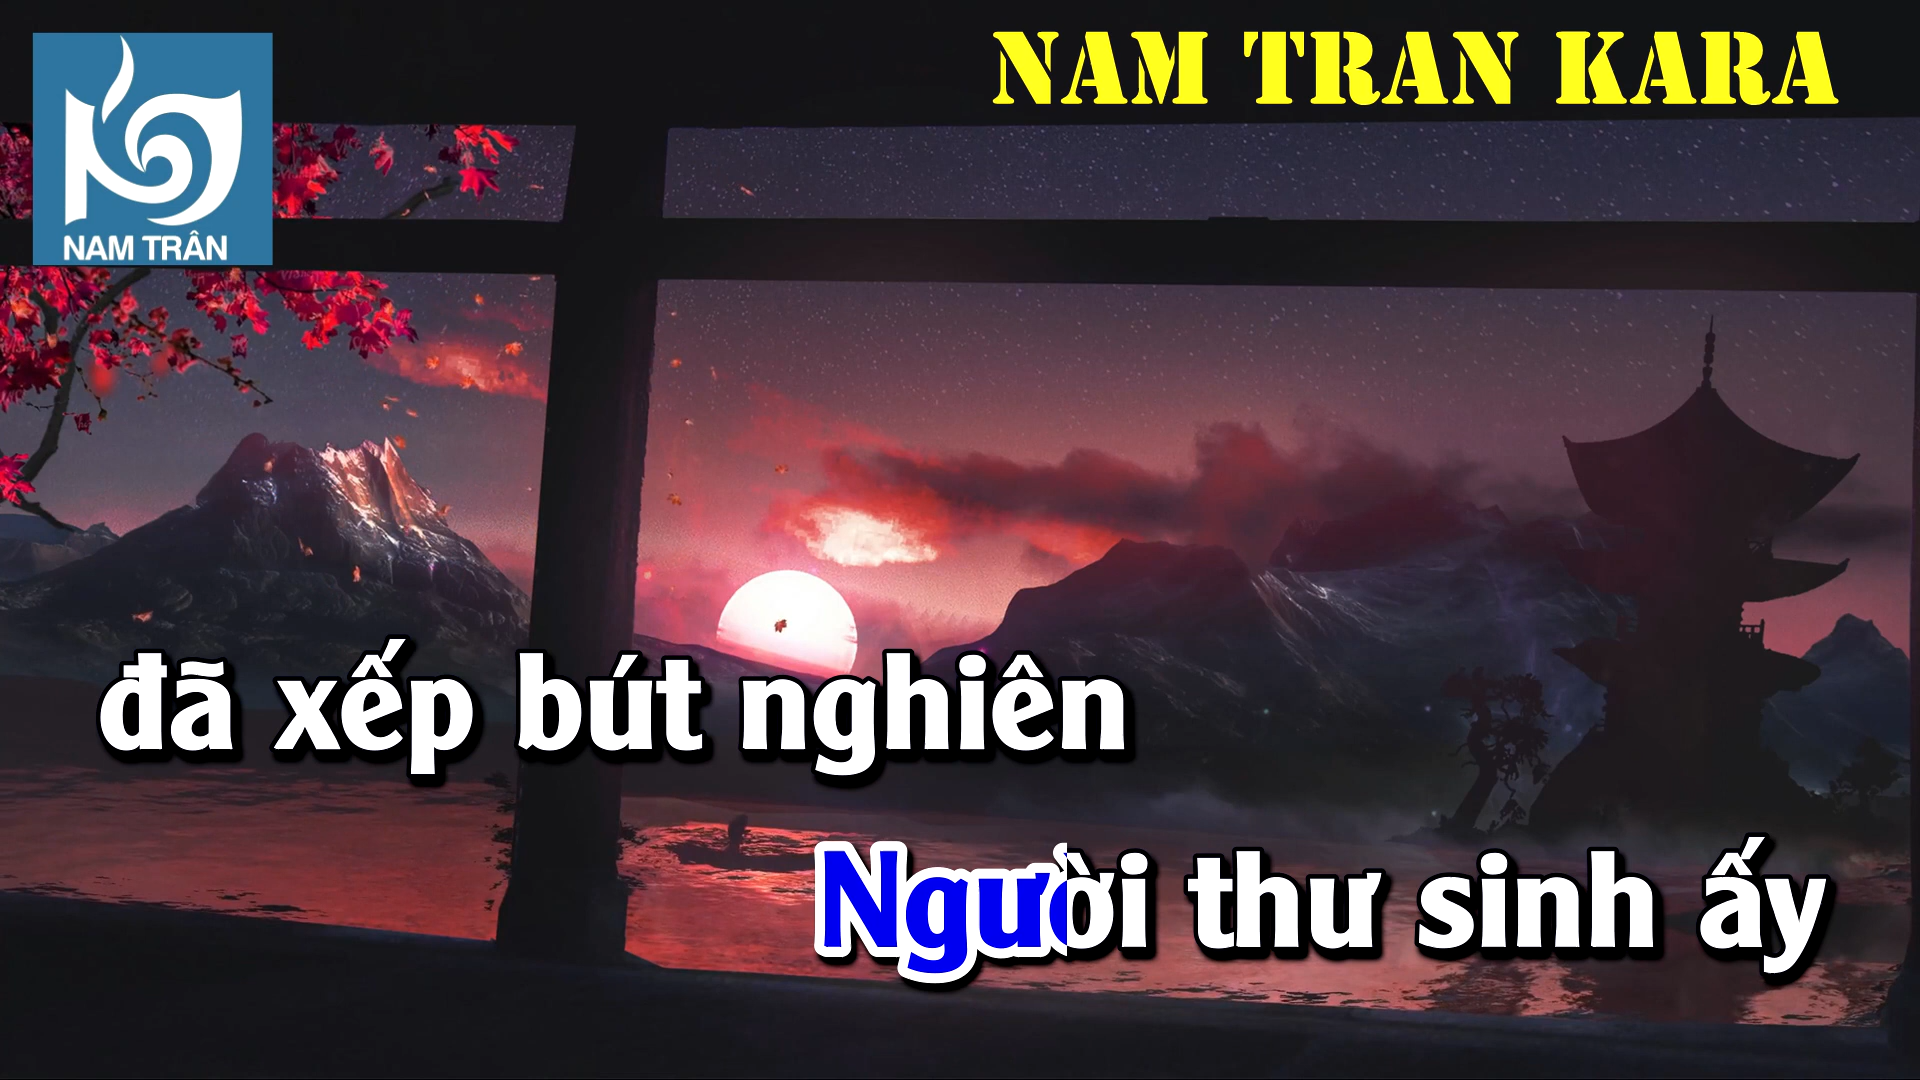 NAM TRAN KARA
NAM TRÂN
đã xếp bút nghiên
Người thư sinh ấy